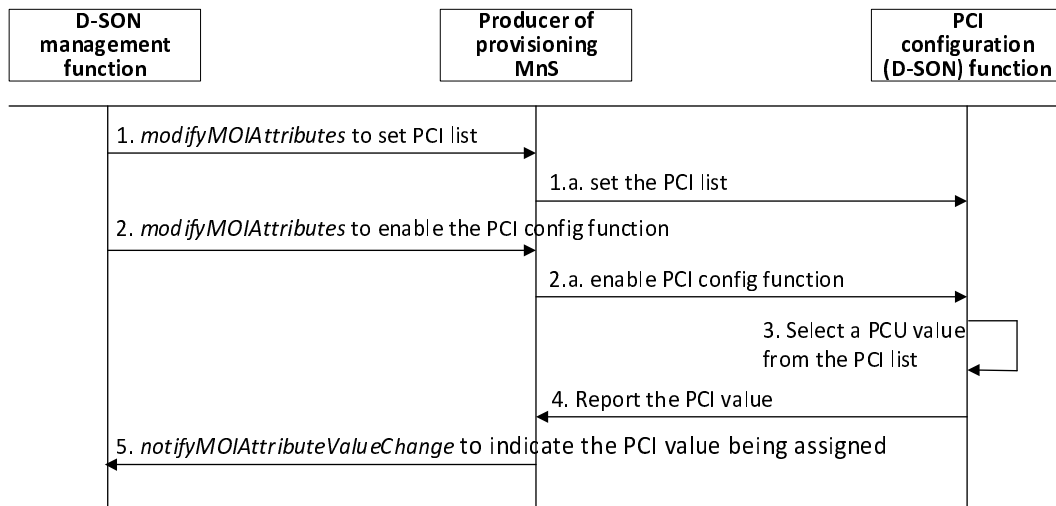 D-SON
management
function
Producer of
provisioning
MnS
PCI
configuration
(D-SON) function
1. modifyMOIAttributes to set PCI list
1.a. set the PCI list
2. modifyMOIAttributes to enable the PCI config function
2.a. enable PCI config function
3. Select a PCU value
from the PCI list
4. Report the PCI value
5. notifyMOIAttributeValueChange to indicate the PCI value being assigned